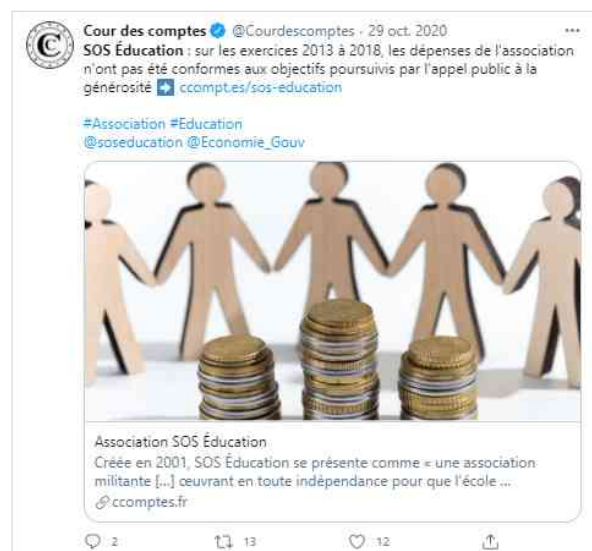 Cour des comptes @Courdescomptes · 29 oct. 2020
SOS Éducation : sur les exercices 2013 à 2018, les dépenses de l'association
n'ont pas été conformes aux objectifs poursuivis par l'appel public à la
générosité ➡ ccompt.es/sos-education
#Association #Education
@soseducation @Economie_Gouv
Association SOS Éducation
Créée en 2001, SOS Éducation se présente comme « une association
militante [...] œuvrant en toute indépendance pour que l'école ...
ccomptes.fr
2 13 12